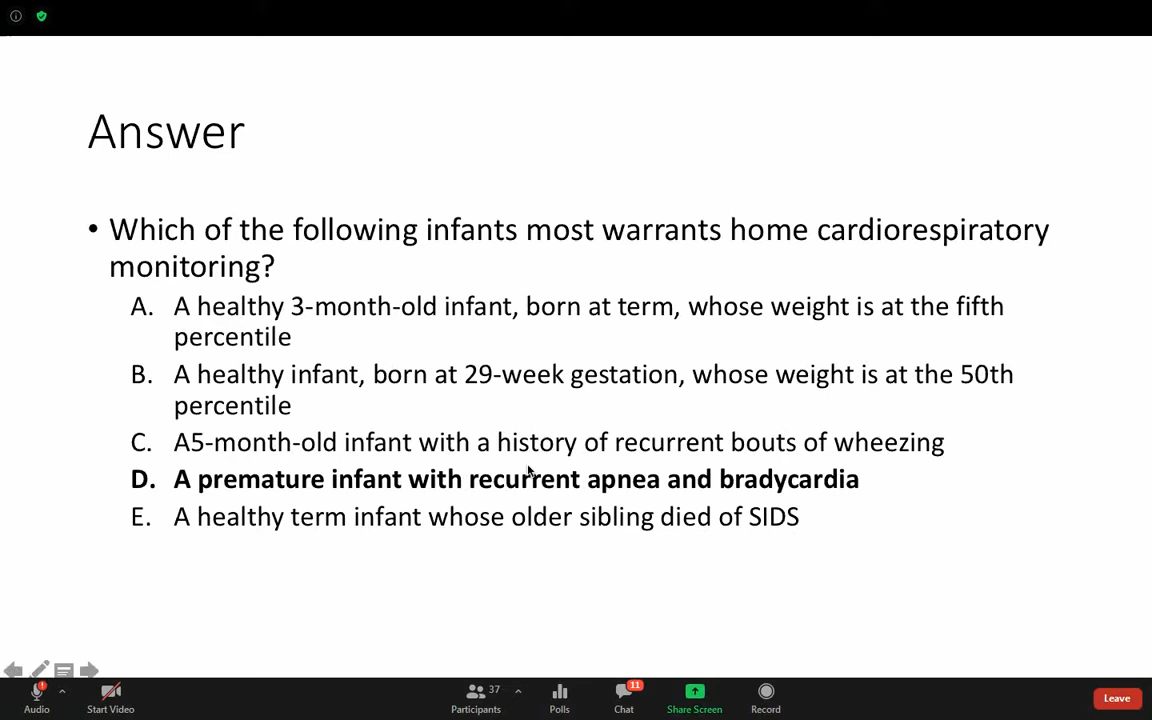 Answer
• Which of the following infants most warrants home cardiorespiratory
monitoring?
A. A healthy 3-month-old infant, born at term, whose weight is at the fifth
percentile
B. A healthy infant, born at 29-week gestation, whose weight is at the 50th
percentile
C. A5-month-old infant with a history of recurrent bouts of wheezing
D. A premature infant with recurrent apnea and bradycardia
E. A healthy term infant whose older sibling died of SIDS
37
11
Audio
Start Video
Participants
Polls
Chat
Share Screen
Record
Leave